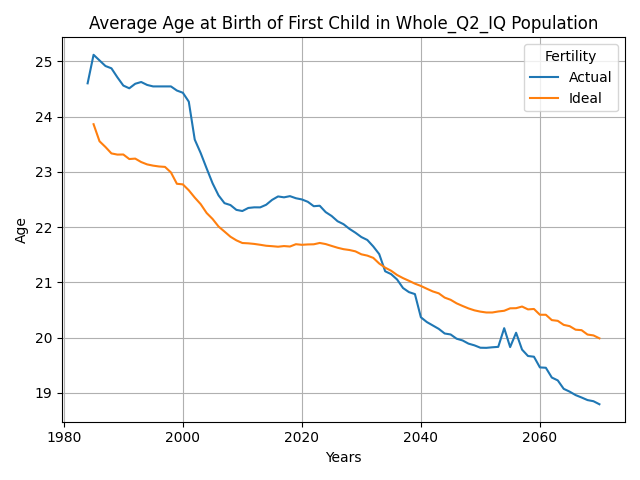 Average Age at Birth of First Child in Whole_Q2_IQ Population
Fertility
Actual
Ideal
25
24
23
22
21
20
19
Age
1980
2000
2020
2040
2060
Years